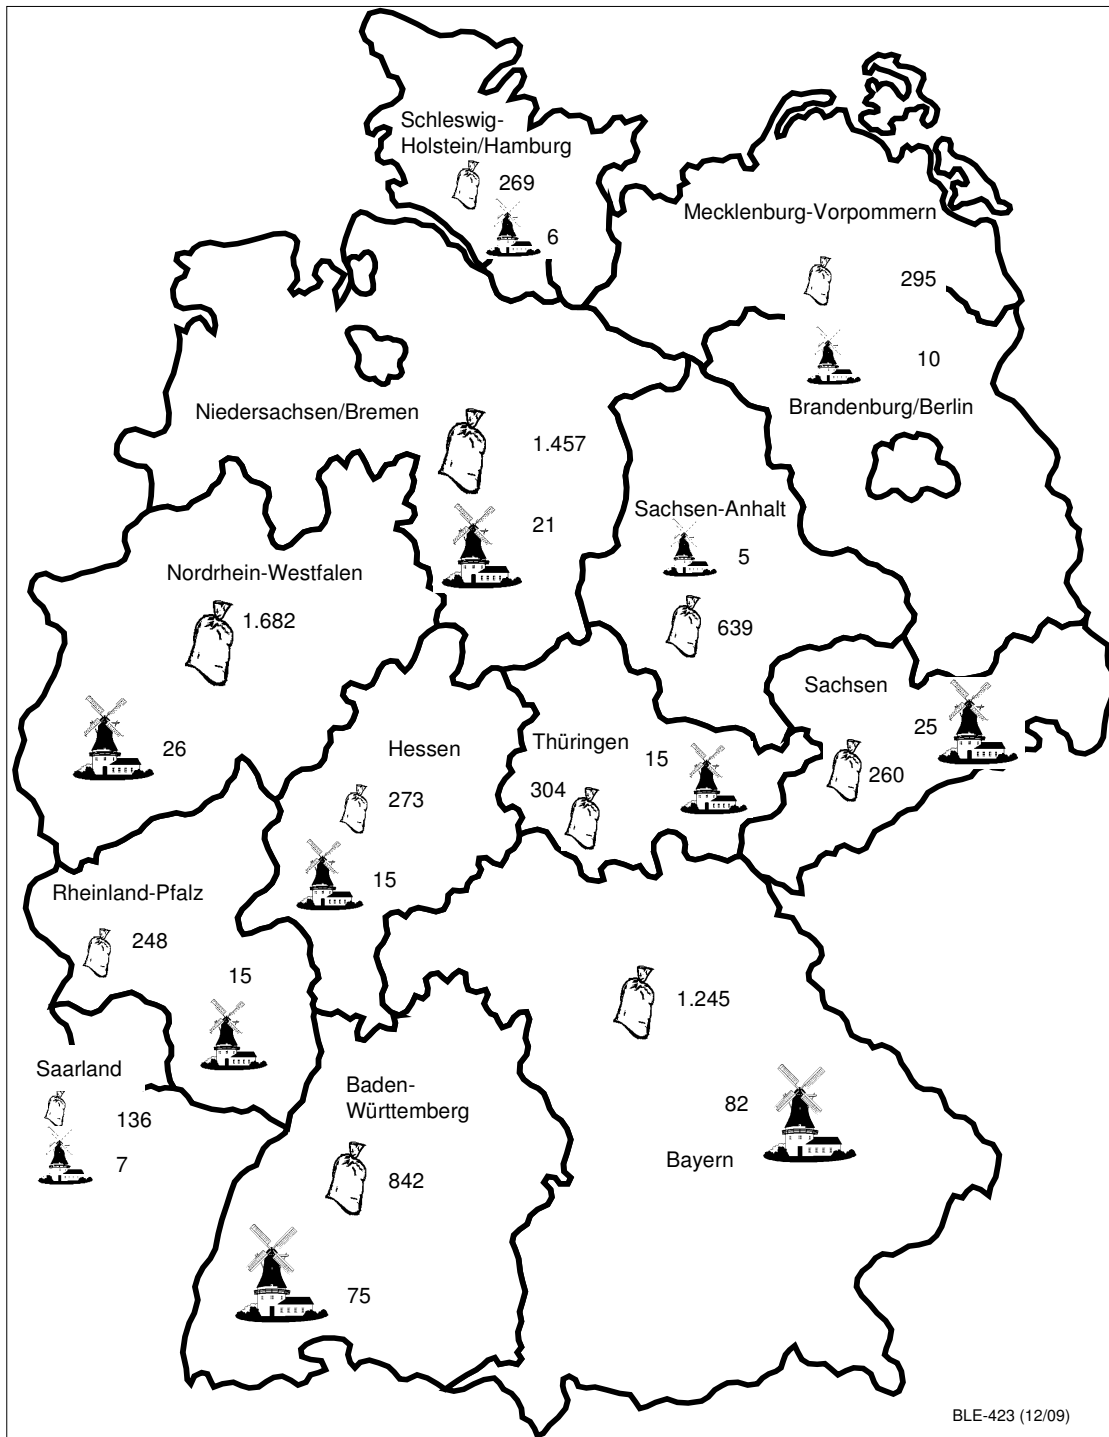 Schleswig-
Holstein/Hamburg
269
6
Mecklenburg-Vorpommern
295
10
Brandenburg/Berlin
Niedersachsen/Bremen
1.457
21
Sachsen-Anhalt
5
639
Nordrhein-Westfalen
1.682
26
Sachsen
25
260
Hessen
273
15
Thüringen
15
304
Rheinland-Pfalz
248
15
Saarland
136
7
Baden-
Württemberg
842
75
1.245
82
Bayern
BLE-423 (12/09)